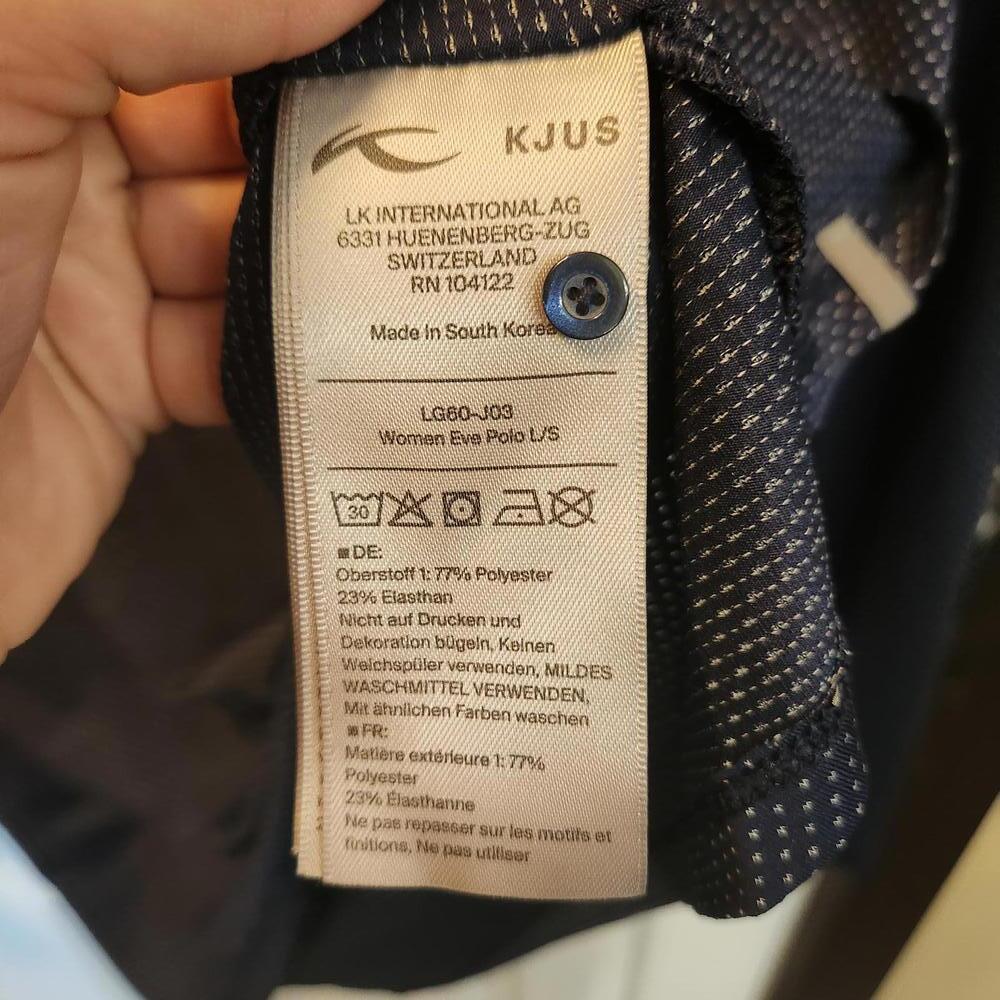 KJUS
LK INTERNATIONAL AG
6331 HUENENBERG-ZUG
SWITZERLAND
RN 104122
Made in South Korea
LG60-J03
Women Eve Polo L/S
30
DE:
Oberstoff 1: 77% Polyester
23% Elasthan
Nicht auf Drucken und
Dekoration bügeln, Keinen
Weichspüler verwenden, MILDES
WASCHMITTEL VERWENDEN,
Mit ähnlichen Farben waschen
FR:
Matière extérieure 1: 77%
Polyester
23% Élasthanne
Ne pas repasser sur les motifs et
finitions, Ne pas utiliser